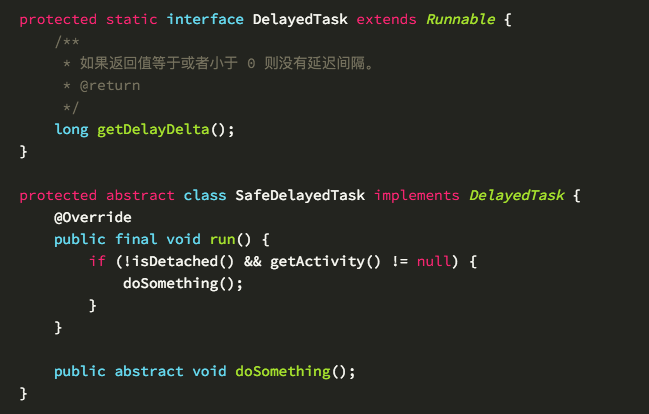 protected static interface DelayedTask extends Runnable {
    /**
     * 如果返回值等于或者小于 0 则没有延迟间隔。
     * @return
     */
    long getDelayDelta();
}

protected abstract class SafeDelayedTask implements DelayedTask {
    @Override
    public final void run() {
        if (!isDetached() && getActivity() != null) {
            doSomething();
        }
    }

    public abstract void doSomething();
}